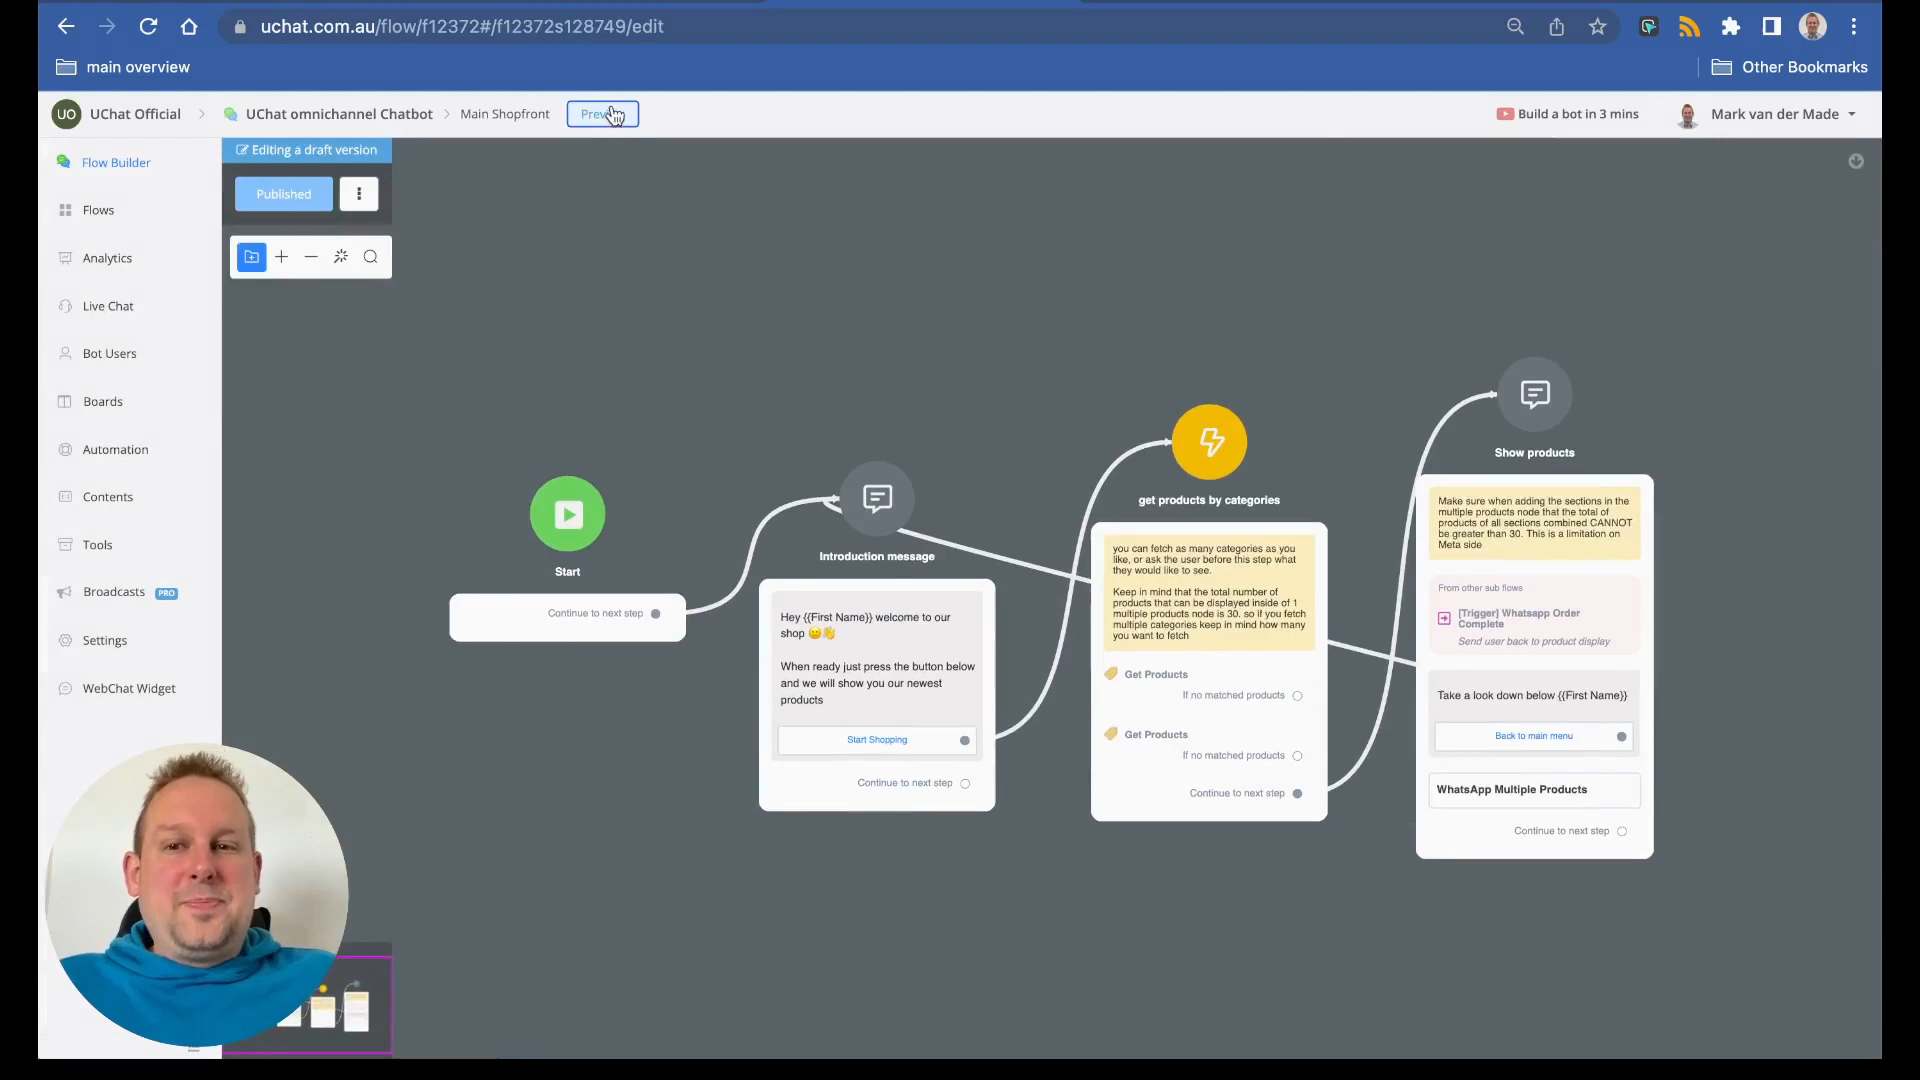 uchat.com.au/flow/f12372#/f12372s128749/edit
main overview
Other Bookmarks
UO UChat Official
UChat omnichannel Chatbot
Main Shopfront
Build a bot in 3 mins
Mark van der Made
Flow Builder
Editing a draft version
Published
Flows
Analytics
Live Chat
Bot Users
Boards
Automation
Contents
Tools
Broadcasts PRO
Settings
WebChat Widget
Start
Continue to next step
Introduction message
Hey {{First Name}} welcome to our
shop
When ready just press the button below
and we will show you our newest
products
Start Shopping
Continue to next step
get products by categories
you can fetch as many categories as you
like, or ask the user before this step what
they would like to see.
Keep in mind that the total number of
products that can be displayed inside of 1
multiple products node is 30. so if you fetch
multiple categories keep in mind how many
you want to fetch
Get Products
If no matched products
Get Products
If no matched products
Continue to next step
Show products
Make sure when adding the sections in the
multiple products node that the total of
products of all sections combined CANNOT
be greater than 30. This is a limitation on
Meta side
From other sub flows
[Trigger] Whatsapp Order
Complete
Send user back to product display
Take a look down below {{First Name}}
Back to main menu
WhatsApp Multiple Products
Continue to next step